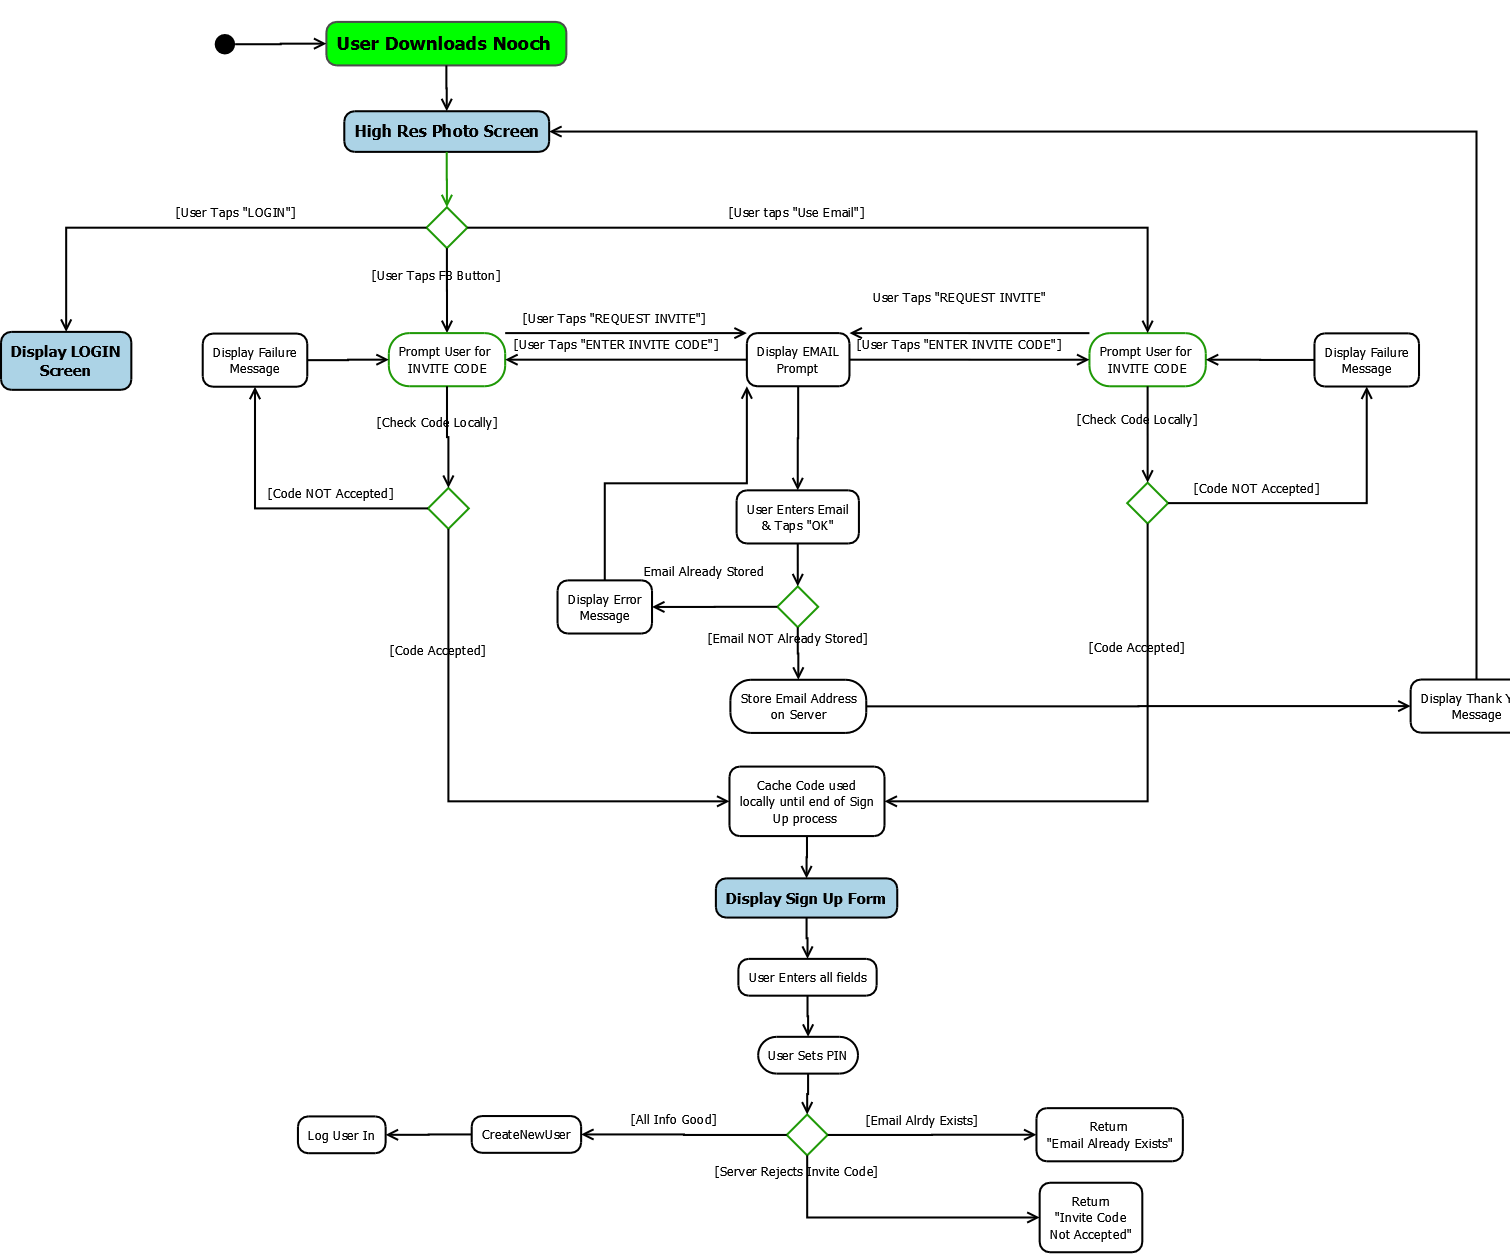 User Downloads Nooch
High Res Photo Screen
[User Taps "LOGIN"]
[User taps "Use Email"]
[User Taps FB Button]
User Taps "REQUEST INVITE"
[User Taps "REQUEST INVITE"]
Display LOGIN
Screen
Display Failure
Message
Prompt User for
INVITE CODE
[User Taps "ENTER INVITE CODE"]
Display EMAIL
Prompt
[User Taps "ENTER INVITE CODE"]
Prompt User for
INVITE CODE
Display Failure
Message
[Check Code Locally]
[Check Code Locally]
[Code NOT Accepted]
[Code NOT Accepted]
User Enters Email
& Taps "OK"
Email Already Stored
Display Error
Message
[Email NOT Already Stored]
[Code Accepted]
[Code Accepted]
Store Email Address
on Server
Display Thank Y
Message
Cache Code used
locally until end of Sign
Up process
Display Sign Up Form
User Enters all fields
User Sets PIN
[All Info Good]
[Email Alrdy Exists]
Log User In
CreateNewUser
Return
"Email Already Exists"
[Server Rejects Invite Code]
Return
"Invite Code
Not Accepted"